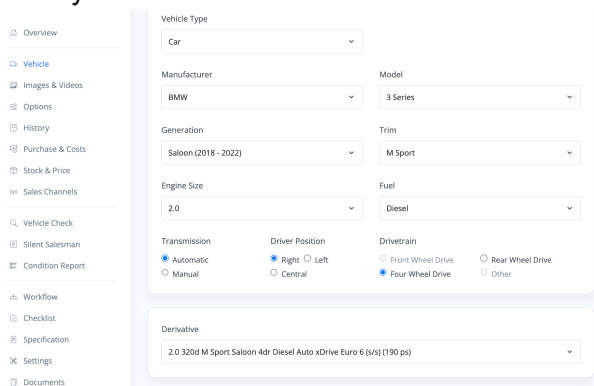 Overview
Vehicle
Images & Videos
Options
History
Purchase & Costs
Stock & Price
Sales Channels
Vehicle Check
Silent Salesman
Condition Report
Workflow
Checklist
Specification
Settings
Documents
Vehicle Type
Car
Manufacturer Model
BMW 3 Series
Generation Trim
Saloon (2018 - 2022) M Sport
Engine Size Fuel
2.0 Diesel
Transmission Driver Position Drivetrain
Automatic Right Left Front Wheel Drive Rear Wheel Drive
Manual Central Four Wheel Drive Other
Derivative
2.0 320d M Sport Saloon 4dr Diesel Auto xDrive Euro 6 (s/s) (190 ps)